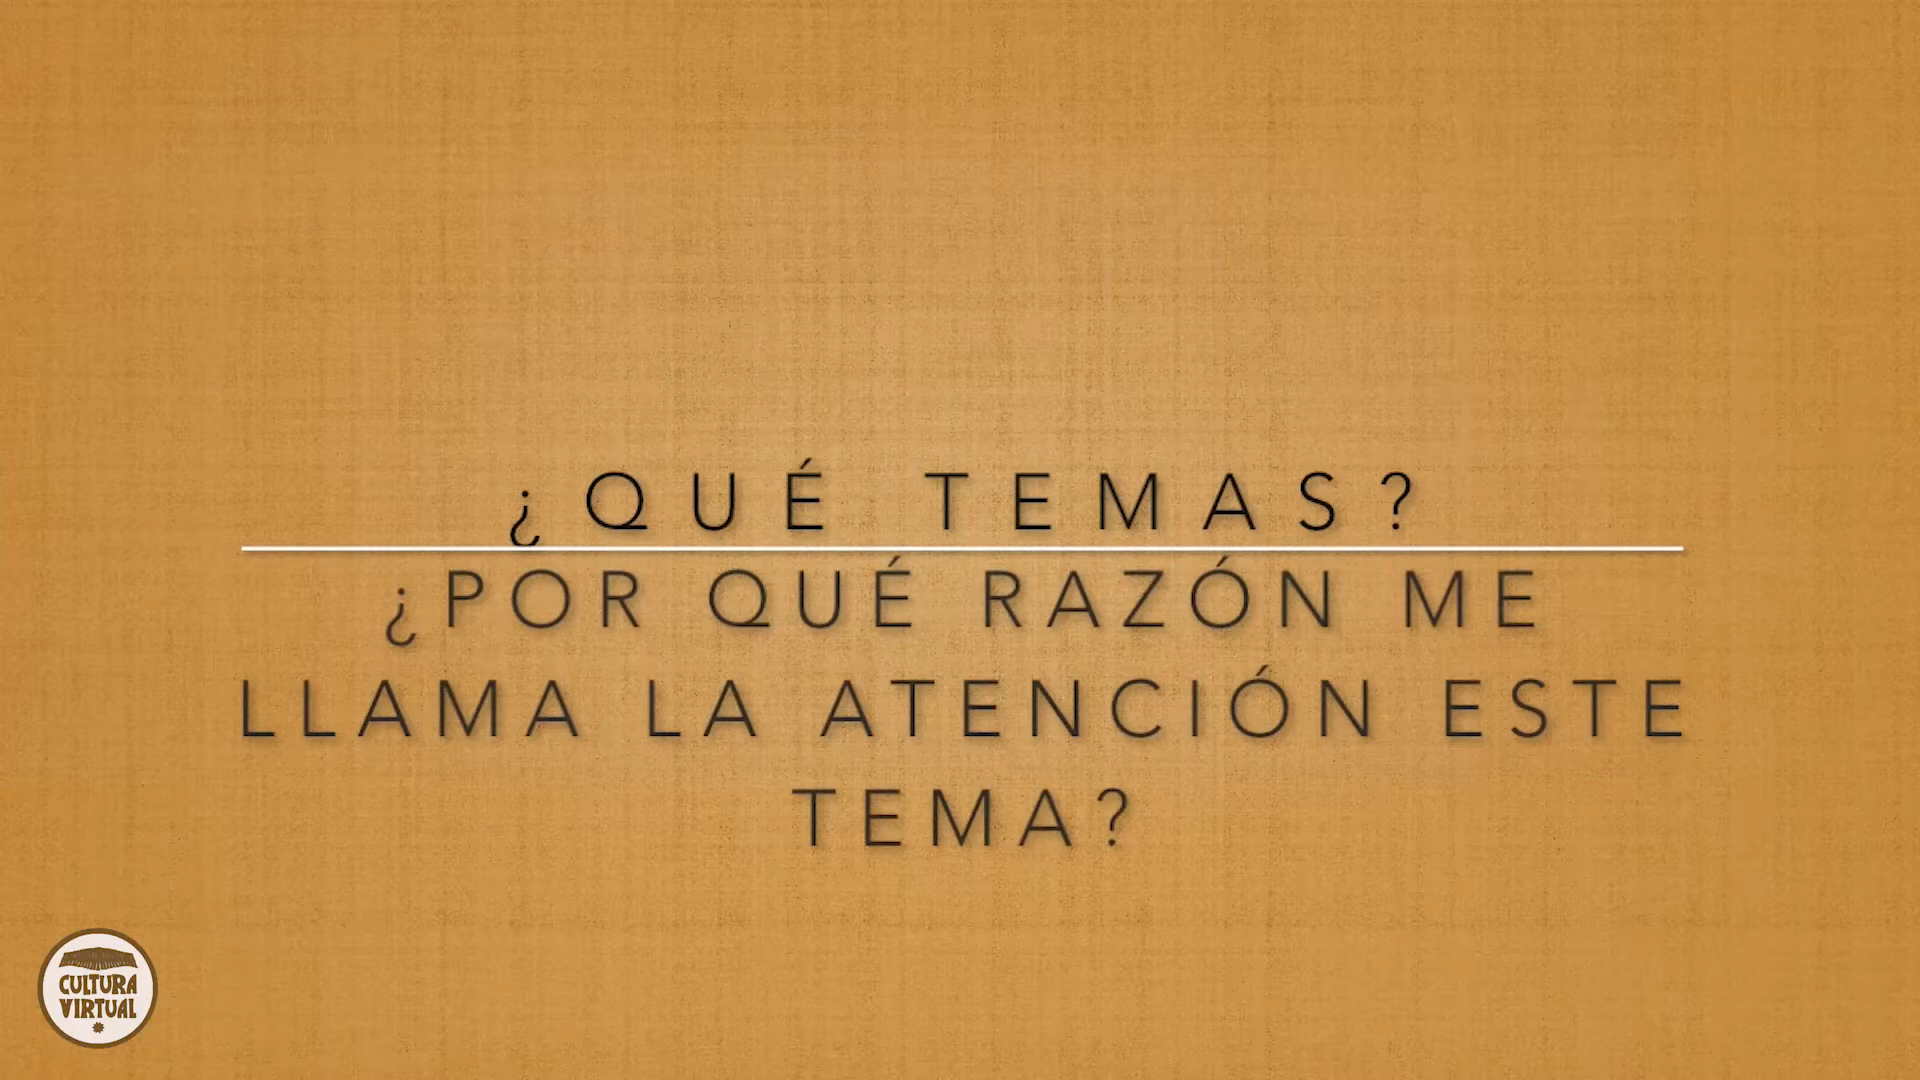 ¿QUÉ TEMAS?
¿POR QUÉ RAZÓN ME
LLAMA LA ATENCIÓN ESTE
TEMA?
CULTURA
VIRTUAL